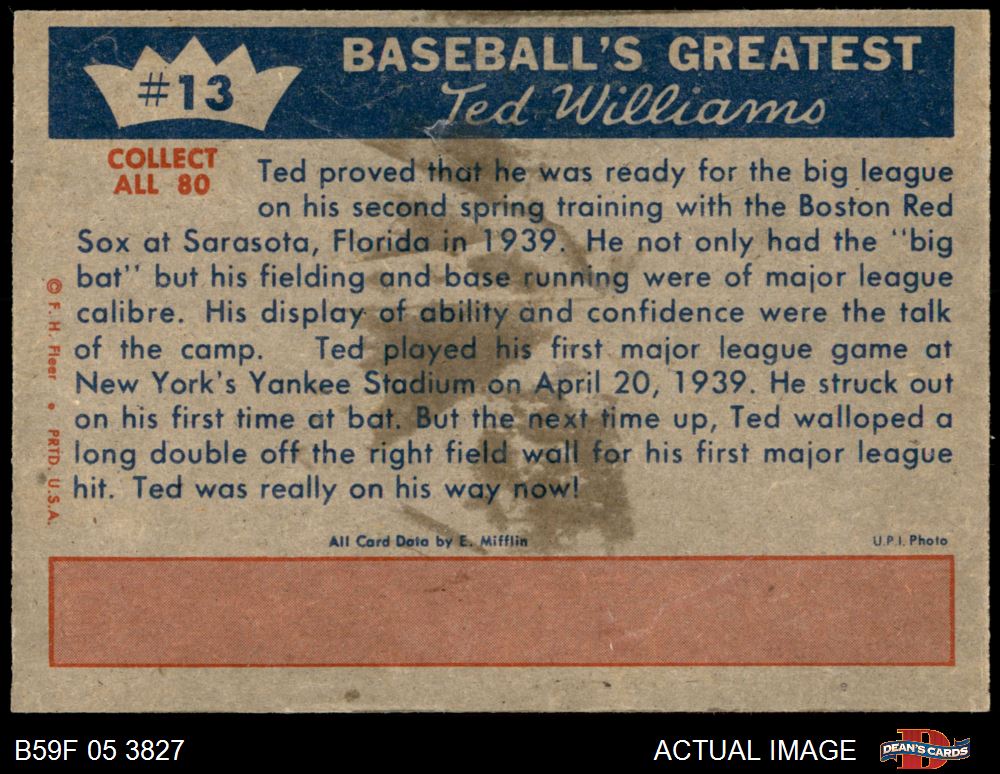 #13
BASEBALL'S GREATEST
Ted Williams
COLLECT
ALL 80
Ted proved that he was ready for the big league
on his second spring training with the Boston Red
Sox at Sarasota, Florida in 1939. He not only had the "big
bat" but his fielding and base running were of major league
calibre. His display of ability and confidence were the talk
of the camp. Ted played his first major league game at
New York's Yankee Stadium on April 20, 1939. He struck out
on his first time at bat. But the next time up, Ted walloped a
long double off the right field wall for his first major league
hit. Ted was really on his way now!
© F. H. Fleer • PRTD. U.S.A.
All Card Data by E. Mifflin
U.P.I. Photo
B59F 05 3827
ACTUAL IMAGE
DEAN'S CARDS